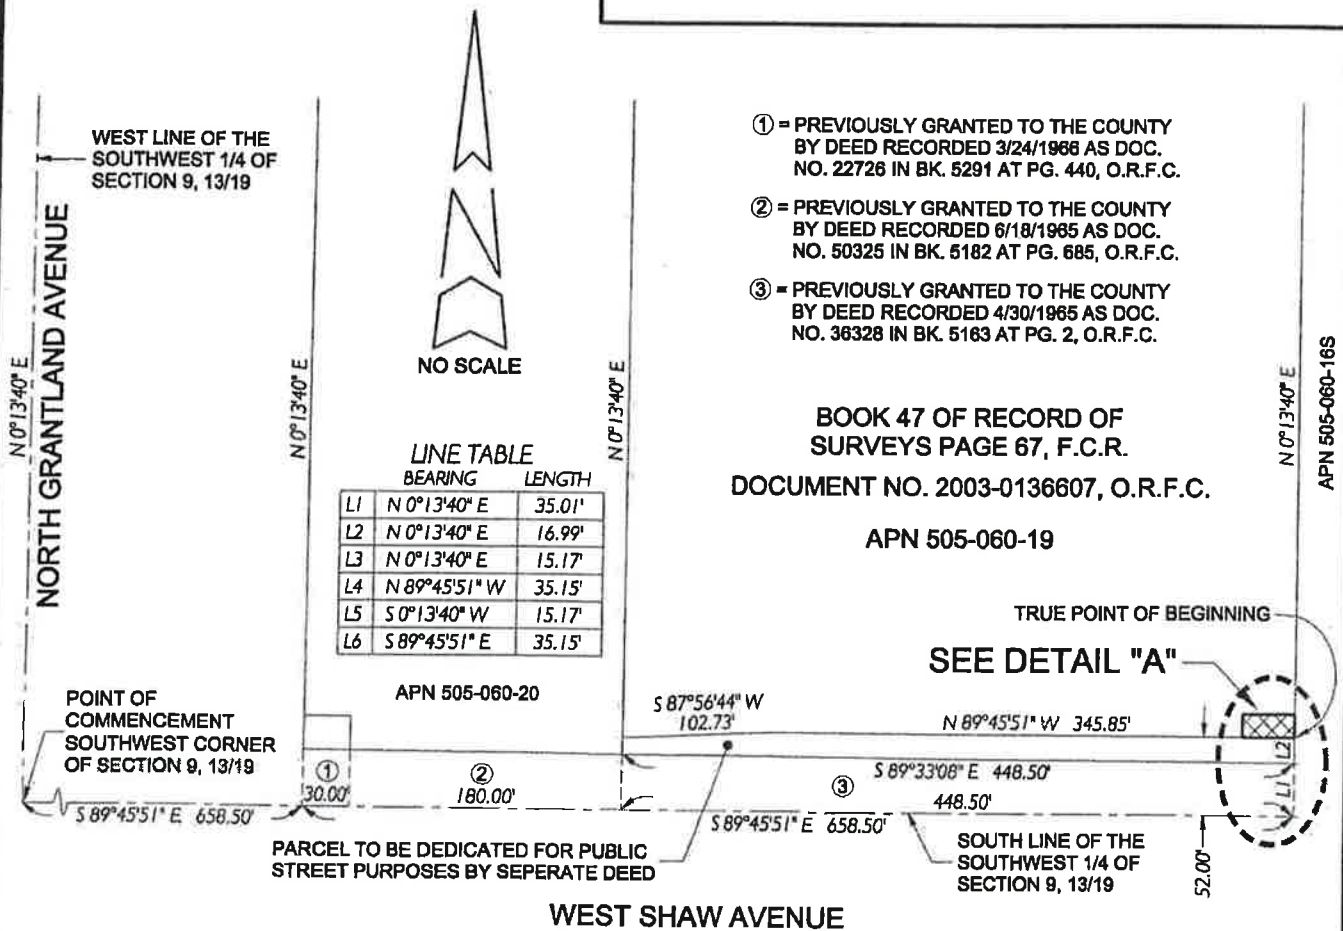 WEST LINE OF THE
SOUTHWEST 1/4 OF
SECTION 9, 13/19
① = PREVIOUSLY GRANTED TO THE COUNTY
BY DEED RECORDED 3/24/1966 AS DOC.
NO. 22726 IN BK. 5291 AT PG. 440, O.R.F.C.
② = PREVIOUSLY GRANTED TO THE COUNTY
BY DEED RECORDED 6/18/1965 AS DOC.
NO. 50325 IN BK. 5182 AT PG. 685, O.R.F.C.
③ = PREVIOUSLY GRANTED TO THE COUNTY
BY DEED RECORDED 4/30/1965 AS DOC.
NO. 36328 IN BK. 5163 AT PG. 2, O.R.F.C.
N
NO SCALE
N 0°13'40" E
NORTH GRANTLAND AVENUE
N 0°13'40" E
N 0°13'40" E
N 0°13'40" E
APN 505-060-16S
BOOK 47 OF RECORD OF
SURVEYS PAGE 67, F.C.R.
DOCUMENT NO. 2003-0136607, O.R.F.C.
APN 505-060-19
LINE TABLE
BEARING LENGTH
L1 N 0°13'40" E 35.01'
L2 N 0°13'40" E 16.99'
L3 N 0°13'40" E 15.17'
L4 N 89°45'51" W 35.15'
L5 S 0°13'40" W 15.17'
L6 S 89°45'51" E 35.15'
APN 505-060-20
TRUE POINT OF BEGINNING
SEE DETAIL "A"
POINT OF
COMMENCEMENT
SOUTHWEST CORNER
OF SECTION 9, 13/19
S 87°56'44" W
102.73'
N 89°45'51" W 345.85'
L2
L1
S 89°33'08" E 448.50'
①
30.00'
②
180.00'
③
448.50'
S 89°45'51" E 658.50'
S 89°45'51" E 658.50'
52.00'
PARCEL TO BE DEDICATED FOR PUBLIC
STREET PURPOSES BY SEPERATE DEED
SOUTH LINE OF THE
SOUTHWEST 1/4 OF
SECTION 9, 13/19
WEST SHAW AVENUE